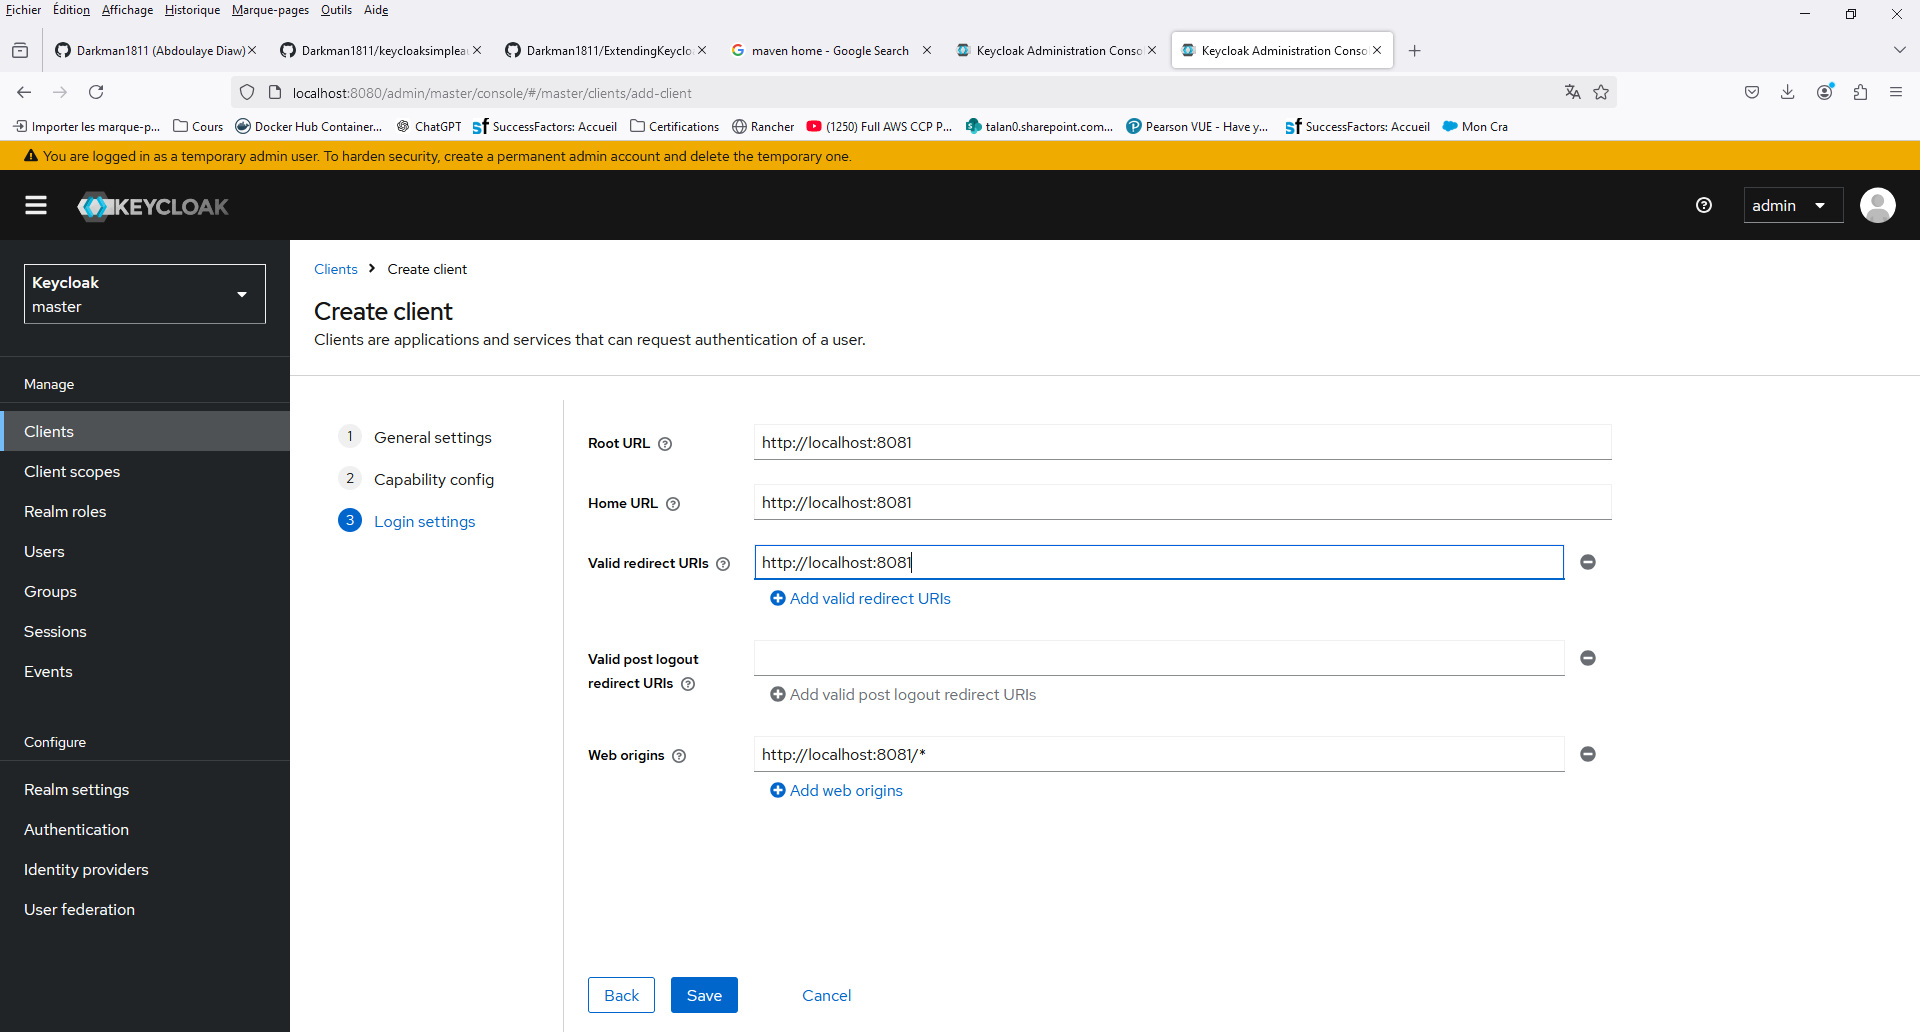 Fichier Édition Affichage Historique Marque-pages Outils Aide
Darkman1811 (Abdoulaye Diaw) Darkman1811/keycloaksimplea Darkman1811/ExtendingKeyclo maven home - Google Search Keycloak Administration Conso Keycloak Administration Conso
localhost:8080/admin/master/console/#/master/clients/add-client
Importer les marque-p... Cours Docker Hub Container... ChatGPT SuccessFactors: Accueil Certifications Rancher (1250) Full AWS CCP P... talan0.sharepoint.com... Pearson VUE - Have y... SuccessFactors: Accueil Mon Cra
You are logged in as a temporary admin user. To harden security, create a permanent admin account and delete the temporary one.
KEYCLOAK
admin
Keycloak
master
Manage
Clients
Client scopes
Realm roles
Users
Groups
Sessions
Events
Configure
Realm settings
Authentication
Identity providers
User federation
Clients Create client
Create client
Clients are applications and services that can request authentication of a user.
1 General settings
2 Capability config
3 Login settings
Root URL http://localhost:8081
Home URL http://localhost:8081
Valid redirect URIs http://localhost:8081
Add valid redirect URIs
Valid post logout
redirect URIs
Add valid post logout redirect URIs
Web origins http://localhost:8081/*
Add web origins
Back Save Cancel